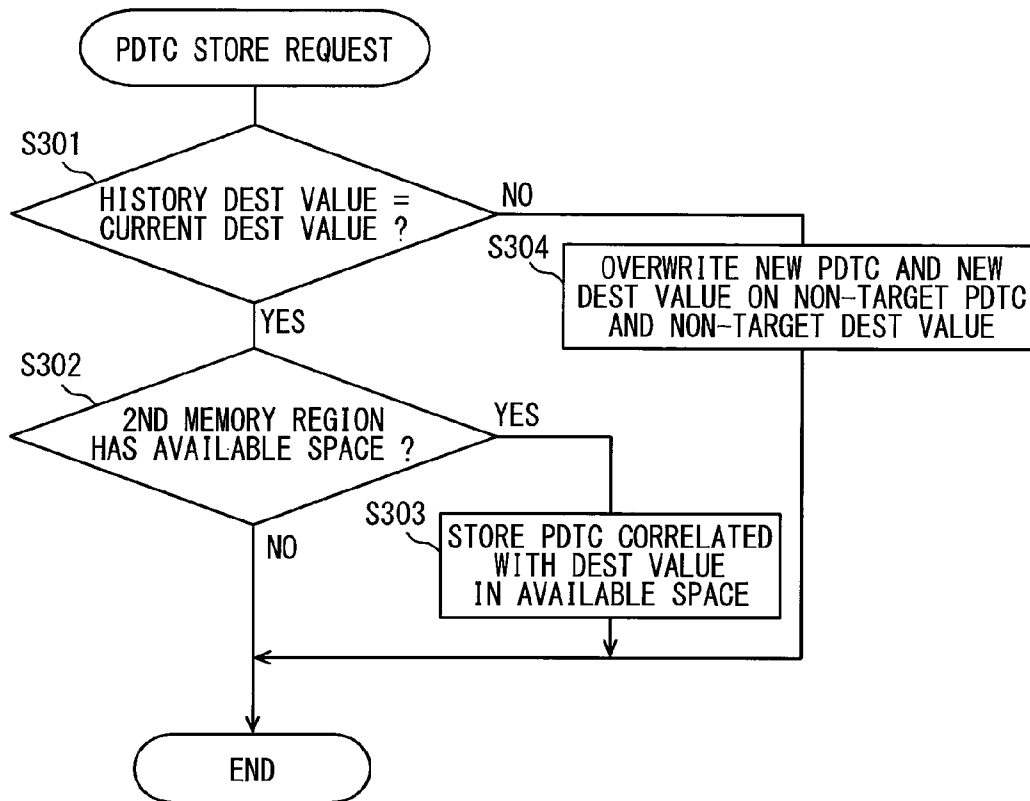 PDTC STORE REQUEST
S301
HISTORY DEST VALUE =
CURRENT DEST VALUE ?
NO
S304
OVERWRITE NEW PDTC AND NEW
DEST VALUE ON NON-TARGET PDTC
AND NON-TARGET DEST VALUE
YES
S302
2ND MEMORY REGION
HAS AVAILABLE SPACE ?
YES
S303
STORE PDTC CORRELATED
WITH DEST VALUE
IN AVAILABLE SPACE
NO
END